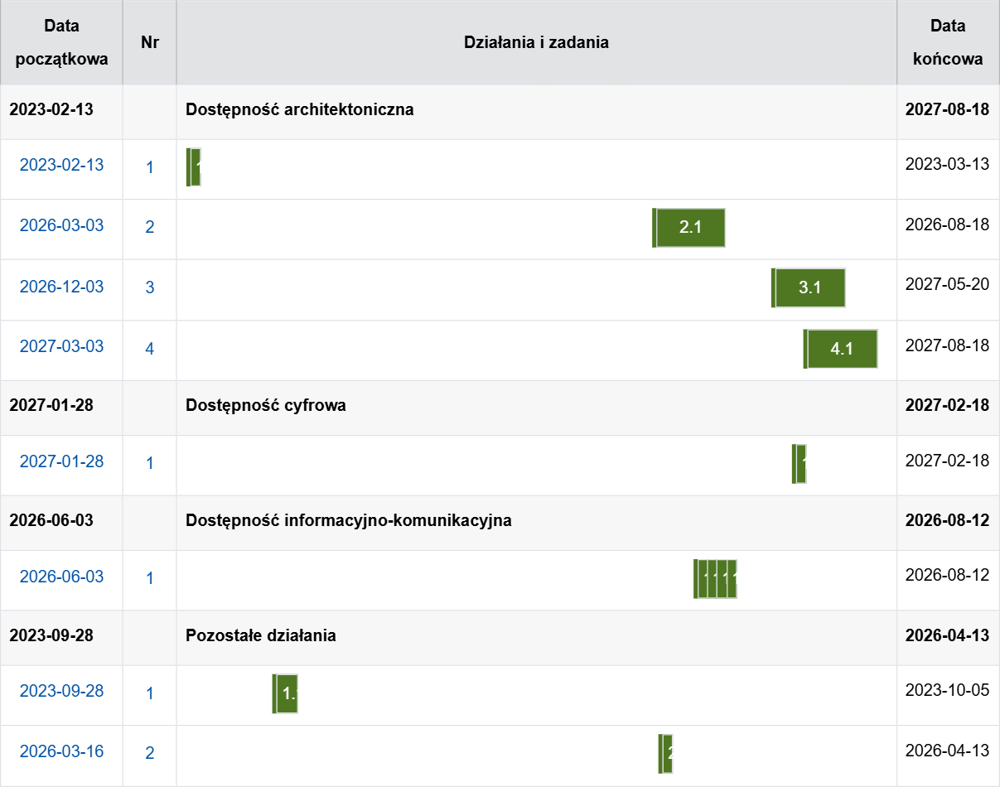 Data początkowa Nr Działania i zadania Data końcowa
2023-02-13 Dostępność architektoniczna 2027-08-18
2023-02-13 1 2023-03-13
2026-03-03 2 2.1 2026-08-18
2026-12-03 3 3.1 2027-05-20
2027-03-03 4 4.1 2027-08-18
2027-01-28 Dostępność cyfrowa 2027-02-18
2027-01-28 1 2027-02-18
2026-06-03 Dostępność informacyjno-komunikacyjna 2026-08-12
2026-06-03 1 2026-08-12
2023-09-28 Pozostałe działania 2026-04-13
2023-09-28 1 1. 2023-10-05
2026-03-16 2 2026-04-13